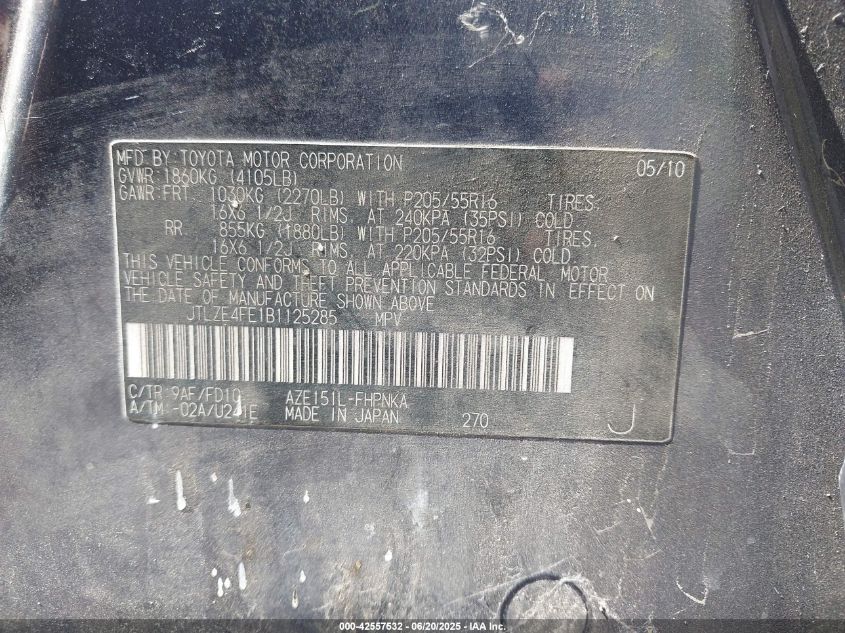 MFD BY: TOYOTA MOTOR CORPORATION 05/10
GVWR: 1860KG (4105LB)
GAWR: FRT. 1030KG (2270LB) WITH P205/55R16 TIRES,
16X6 1/2J RIMS, AT 240KPA (35PSI) COLD
RR. 855KG (1880LB) WITH P205/55R16 TIRES,
16X6 1/2J RIMS, AT 220KPA (32PSI) COLD
THIS VEHICLE CONFORMS TO ALL APPLICABLE FEDERAL MOTOR
VEHICLE SAFETY AND THEFT PREVENTION STANDARDS IN EFFECT ON
THE DATE OF MANUFACTURE SHOWN ABOVE
JTLZE4FE1B1125285 MPV
C/TR: 9AF/FD10 AZE151L-FHPNKA
A/TM: -02A/U241E MADE IN JAPAN 270 J
000-42557532 - 06/20/2025 - IAA Inc.